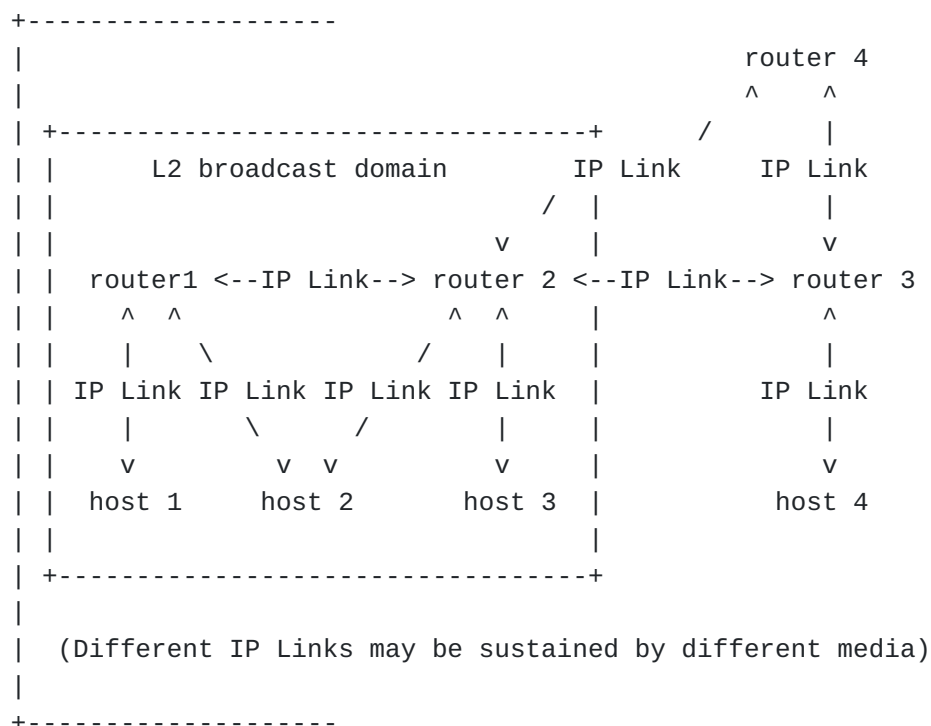 +--------------------
|                                              router 4
|                                              ^    ^
| +----------------------------------+      /       |
| |      L2 broadcast domain        IP Link     IP Link
| |                               /  |              |
| |                            v     |              v
| |  router1 <--IP Link--> router 2 <--IP Link--> router 3
| |    ^  ^                 ^  ^     |              ^
| |    |    \             /    |     |              |
| | IP Link IP Link IP Link IP Link  |          IP Link
| |    |       \      /        |     |              |
| |    v         v  v          v     |              v
| |  host 1     host 2       host 3  |           host 4
| |                                  |
| +----------------------------------+
|
|  (Different IP Links may be sustained by different media)
|
+--------------------